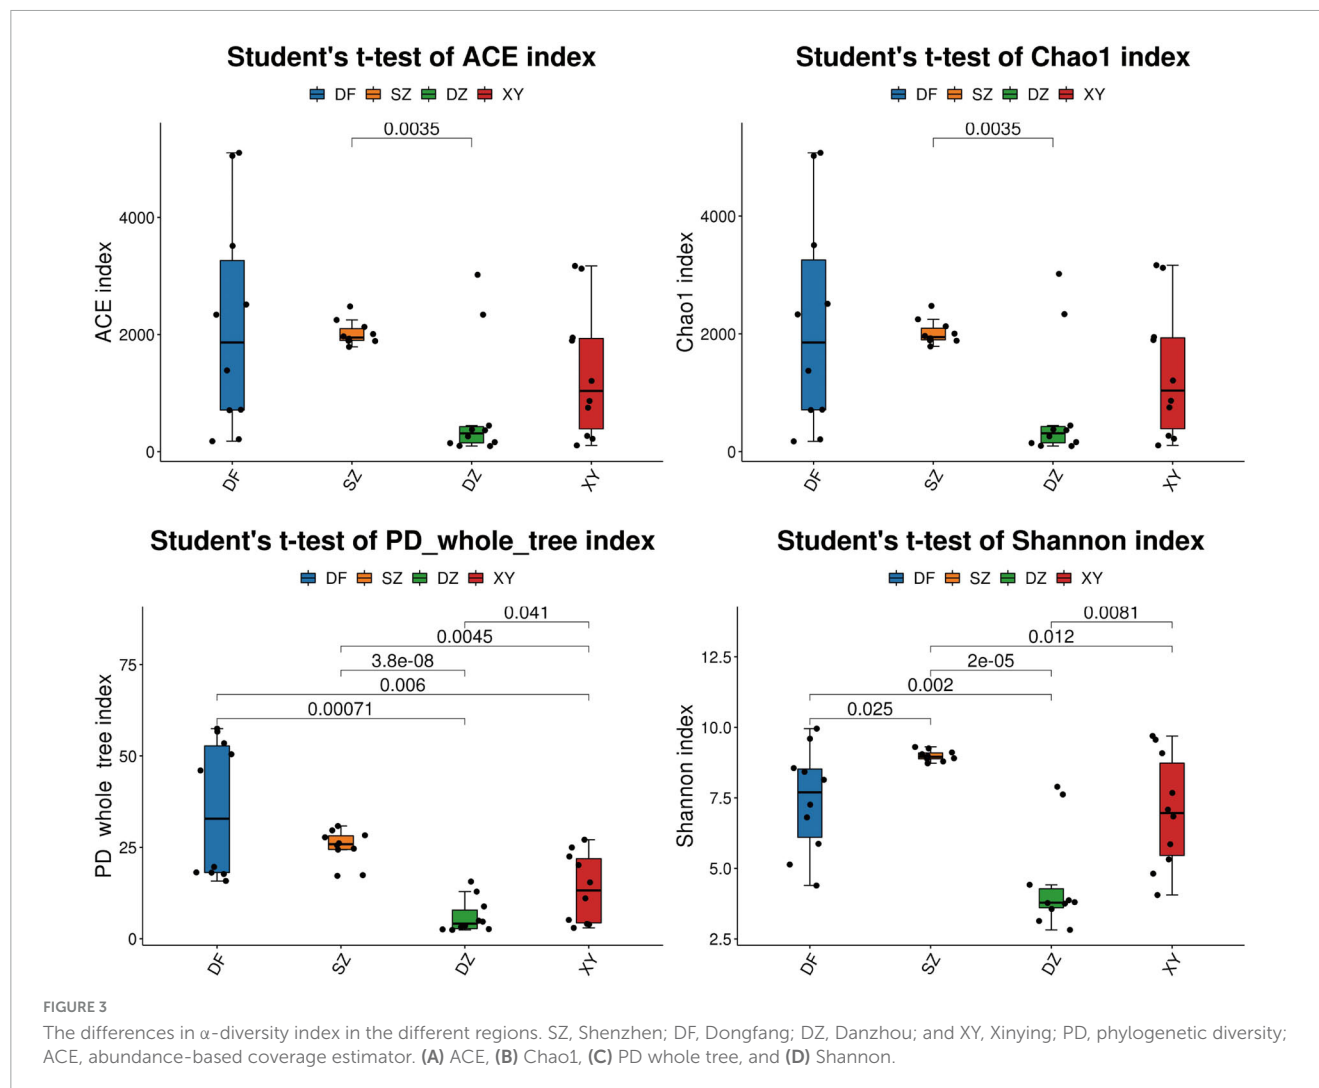 Student's t-test of ACE index
DF SZ DZ XY
0.0035
4000
2000
0
ACE index
DF SZ DZ XY
Student's t-test of Chao1 index
DF SZ DZ XY
0.0035
4000
2000
0
Chao1 index
DF SZ DZ XY
Student's t-test of PD_whole_tree index
DF SZ DZ XY
0.041
0.0045
3.8e-08
0.006
0.00071
75
50
25
0
PD_whole_tree index
DF SZ DZ XY
Student's t-test of Shannon index
DF SZ DZ XY
0.0081
0.012
2e-05
0.002
0.025
12.5
10.0
7.5
5.0
2.5
Shannon index
DF SZ DZ XY
FIGURE 3
The differences in α-diversity index in the different regions. SZ, Shenzhen; DF, Dongfang; DZ, Danzhou; and XY, Xinying; PD, phylogenetic diversity;
ACE, abundance-based coverage estimator. (A) ACE, (B) Chao1, (C) PD whole tree, and (D) Shannon.